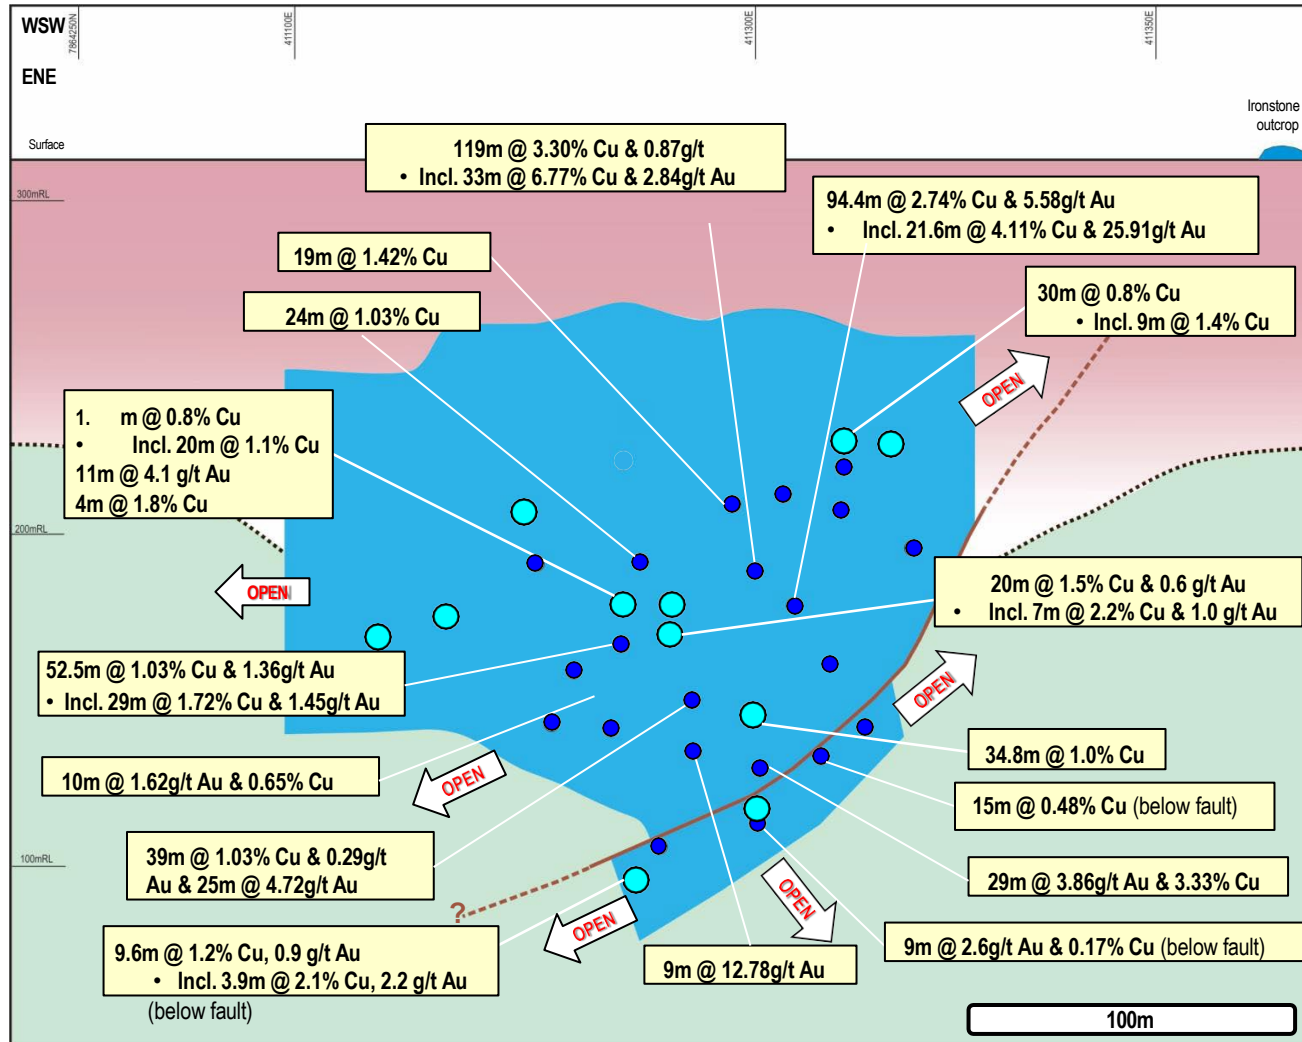 WSW
7864250N
411100E
411300E
411350E
ENE
Ironstone
outcrop
Surface
119m @ 3.30% Cu & 0.87g/t
• Incl. 33m @ 6.77% Cu & 2.84g/t Au
94.4m @ 2.74% Cu & 5.58g/t Au
• Incl. 21.6m @ 4.11% Cu & 25.91g/t Au
300mRL
19m @ 1.42% Cu
30m @ 0.8% Cu
• Incl. 9m @ 1.4% Cu
24m @ 1.03% Cu
OPEN
1. m @ 0.8% Cu
• Incl. 20m @ 1.1% Cu
11m @ 4.1 g/t Au
4m @ 1.8% Cu
200mRL
OPEN
20m @ 1.5% Cu & 0.6 g/t Au
• Incl. 7m @ 2.2% Cu & 1.0 g/t Au
52.5m @ 1.03% Cu & 1.36g/t Au
• Incl. 29m @ 1.72% Cu & 1.45g/t Au
OPEN
34.8m @ 1.0% Cu
10m @ 1.62g/t Au & 0.65% Cu
OPEN
15m @ 0.48% Cu (below fault)
39m @ 1.03% Cu & 0.29g/t
Au & 25m @ 4.72g/t Au
100mRL
29m @ 3.86g/t Au & 3.33% Cu
OPEN
?
OPEN
9.6m @ 1.2% Cu, 0.9 g/t Au
• Incl. 3.9m @ 2.1% Cu, 2.2 g/t Au
(below fault)
9m @ 12.78g/t Au
9m @ 2.6g/t Au & 0.17% Cu (below fault)
100m